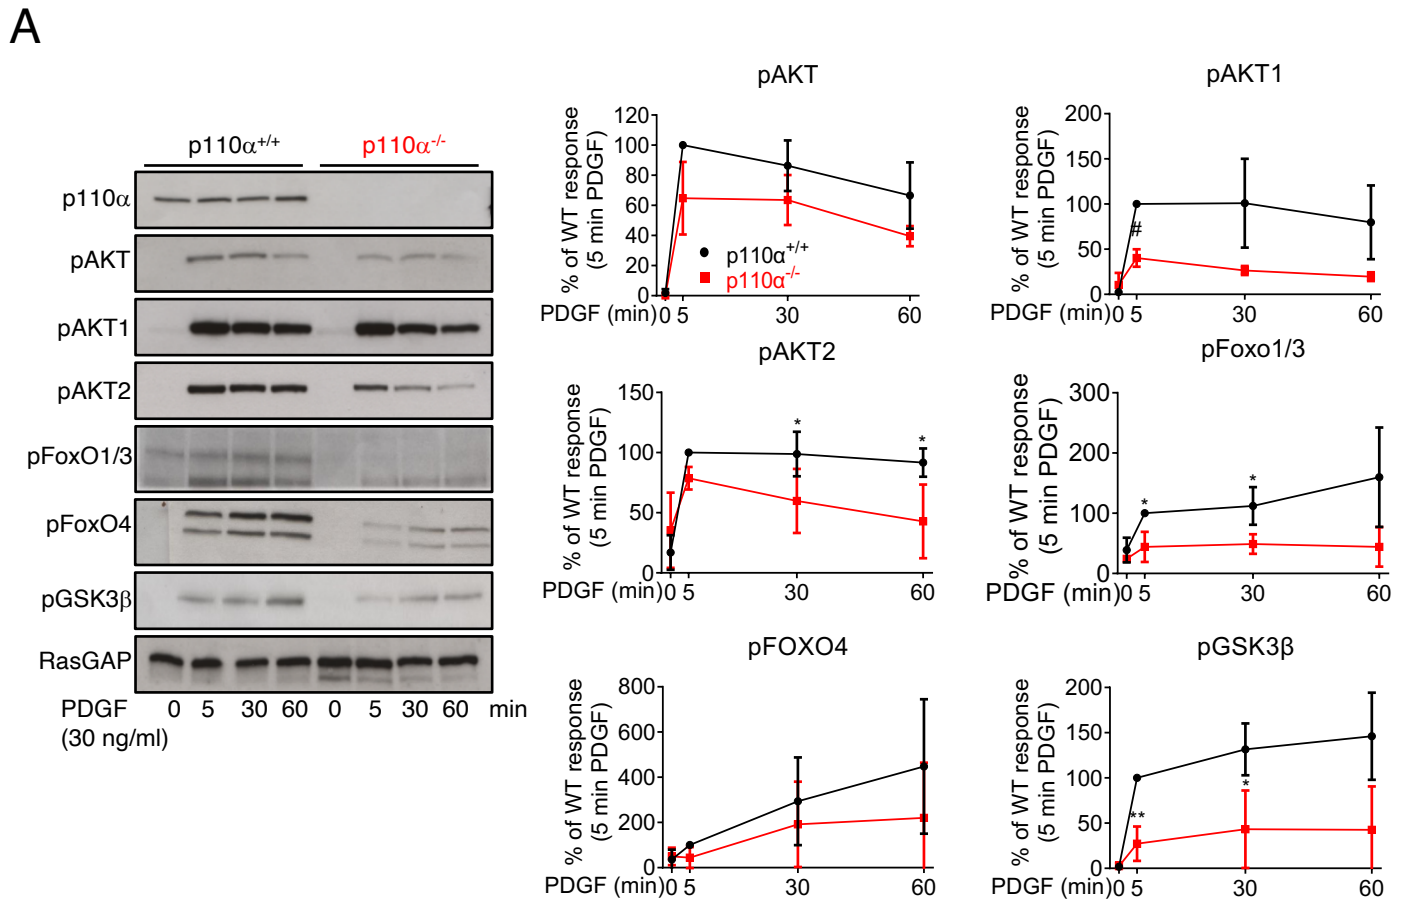 A
p110α+/+ p110α-/-
p110α
pAKT
pAKT1
pAKT2
pFoxO1/3
pFoxO4
pGSK3β
RasGAP
PDGF 0 5 30 60 0 5 30 60 min
(30 ng/ml)
pAKT
% of WT response
(5 min PDGF)
120
100
80
60
40
20
0
p110α+/+
p110α-/-
PDGF (min) 0 5 30 60
pAKT1
% of WT response
(5 min PDGF)
200
150
100
50
0
#
PDGF (min) 0 5 30 60
pAKT2
% of WT response
(5 min PDGF)
150
100
50
0
* *
PDGF (min) 0 5 30 60
pFoxo1/3
% of WT response
(5 min PDGF)
300
200
100
0
* *
PDGF (min) 0 5 30 60
pFOXO4
% of WT response
(5 min PDGF)
800
600
400
200
0
PDGF (min) 0 5 30 60
pGSK3β
% of WT response
(5 min PDGF)
200
150
100
50
0
** *
PDGF (min) 0 5 30 60